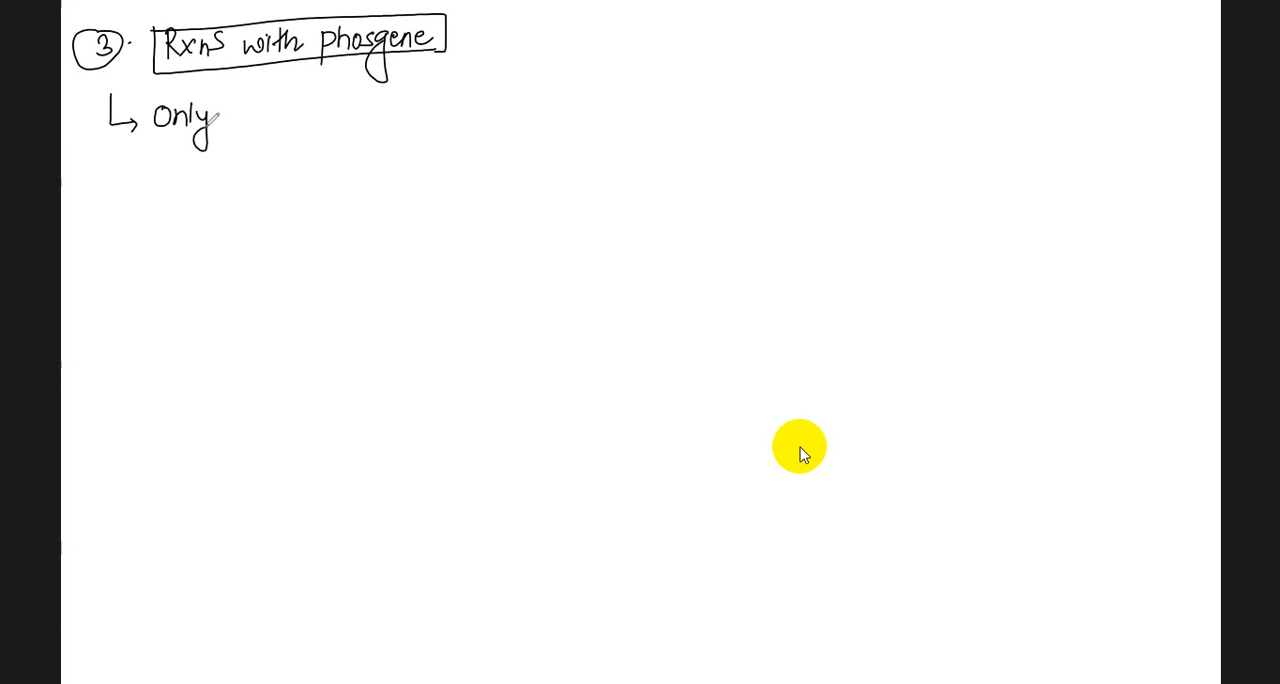 3. Rxns with phosgene
↳ only